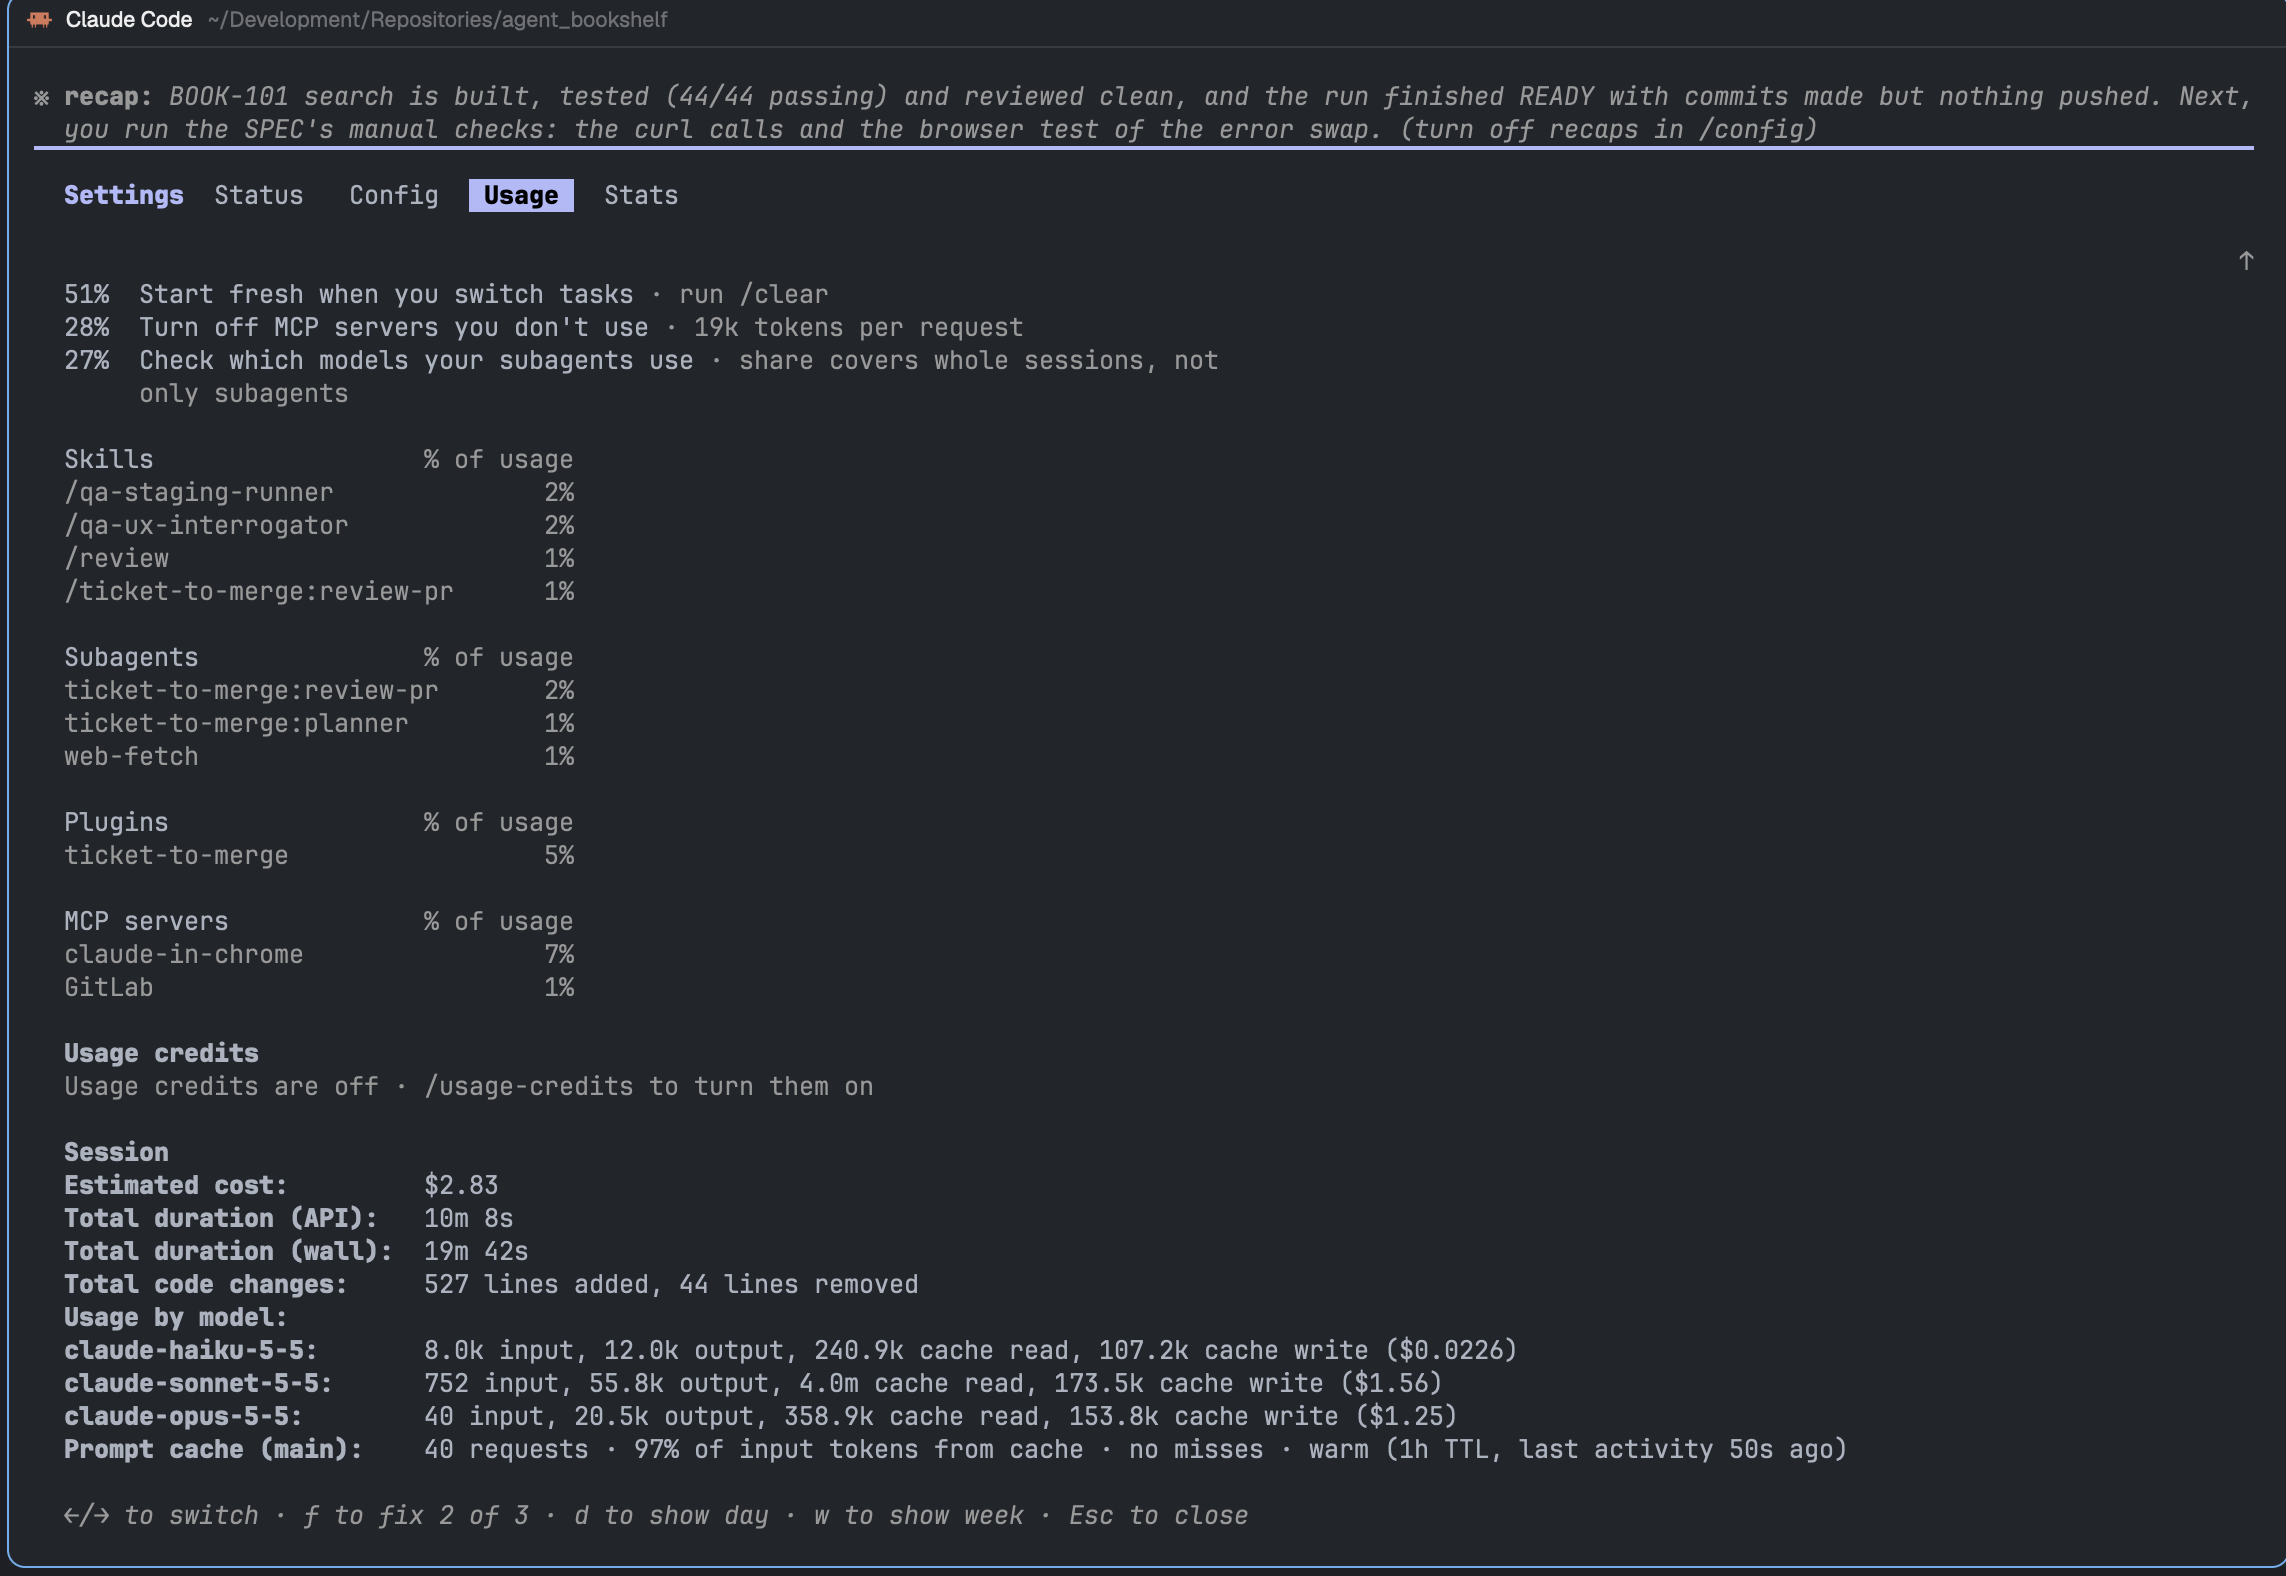 Claude Code ~/Development/Repositories/agent_bookshelf
※ recap: BOOK-101 search is built, tested (44/44 passing) and reviewed clean, and the run finished READY with commits made but nothing pushed. Next,
you run the SPEC's manual checks: the curl calls and the browser test of the error swap. (turn off recaps in /config)
Settings Status Config Usage Stats
↑
51% Start fresh when you switch tasks · run /clear
28% Turn off MCP servers you don't use · 19k tokens per request
27% Check which models your subagents use · share covers whole sessions, not
only subagents
Skills % of usage
/qa-staging-runner 2%
/qa-ux-interrogator 2%
/review 1%
/ticket-to-merge:review-pr 1%
Subagents % of usage
ticket-to-merge:review-pr 2%
ticket-to-merge:planner 1%
web-fetch 1%
Plugins % of usage
ticket-to-merge 5%
MCP servers % of usage
claude-in-chrome 7%
GitLab 1%
Usage credits
Usage credits are off · /usage-credits to turn them on
Session
Estimated cost: $2.83
Total duration (API): 10m 8s
Total duration (wall): 19m 42s
Total code changes: 527 lines added, 44 lines removed
Usage by model:
claude-haiku-5-5: 8.0k input, 12.0k output, 240.9k cache read, 107.2k cache write ($0.0226)
claude-sonnet-5-5: 752 input, 55.8k output, 4.0m cache read, 173.5k cache write ($1.56)
claude-opus-5-5: 40 input, 20.5k output, 358.9k cache read, 153.8k cache write ($1.25)
Prompt cache (main): 40 requests · 97% of input tokens from cache · no misses · warm (1h TTL, last activity 50s ago)
←/→ to switch · f to fix 2 of 3 · d to show day · w to show week · Esc to close